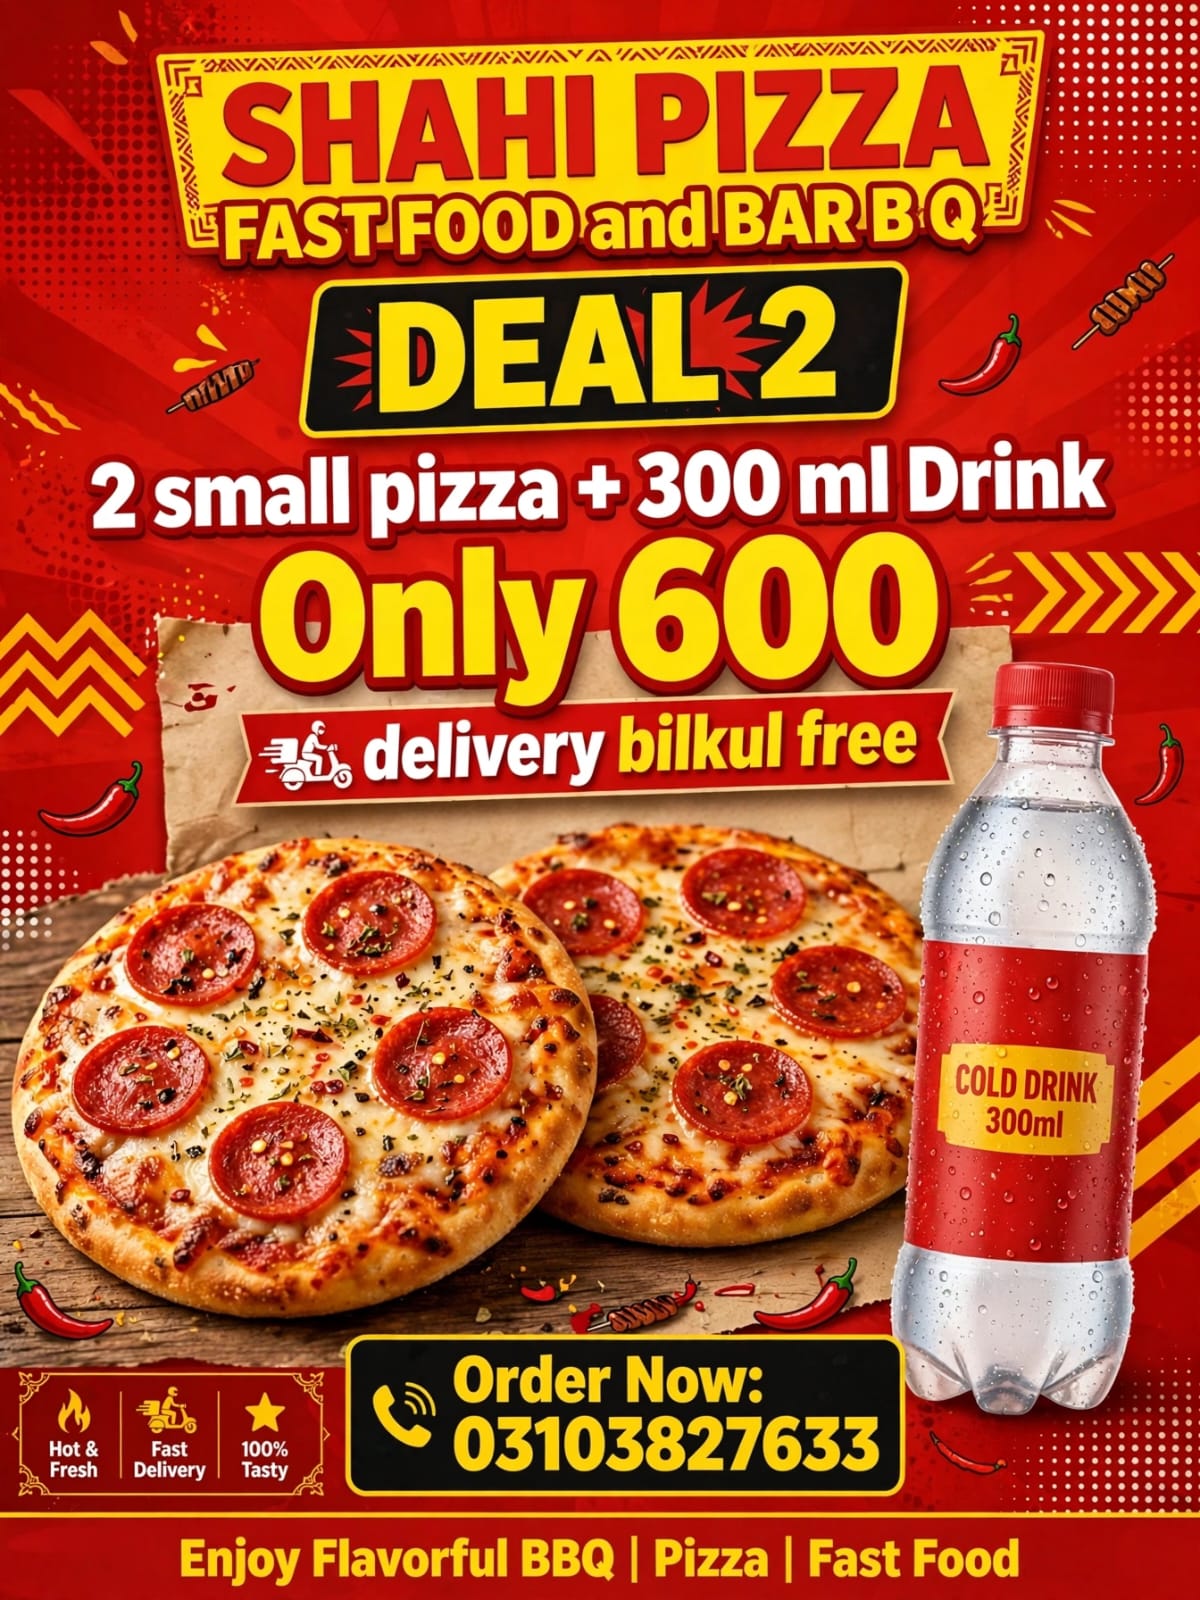 SHAHI PIZZA
FAST FOOD and BAR B Q
DEAL 2
2 small pizza + 300 ml Drink
Only 600
delivery bilkul free
COLD DRINK
300ml
Order Now:
03103827633
Hot &
Fresh
Fast
Delivery
100%
Tasty
Enjoy Flavorful BBQ | Pizza | Fast Food